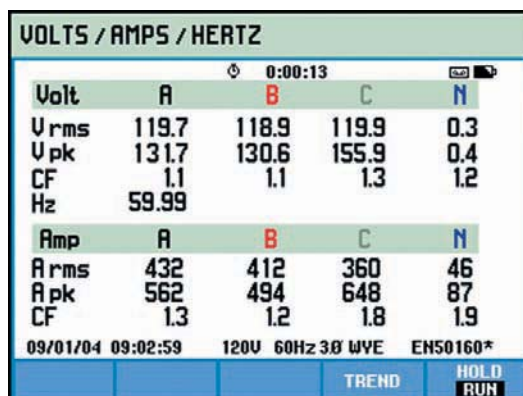 VOLTS / AMPS / HERTZ
0:00:13
Volt A B C N
V rms 119.7 118.9 119.9 0.3
V pk 131.7 130.6 155.9 0.4
CF 1.1 1.1 1.3 1.2
Hz 59.99
Amp A B C N
A rms 432 412 360 46
A pk 562 494 648 87
CF 1.3 1.2 1.8 1.9
09/01/04 09:02:59 120V 60Hz 3.Ø WYE EN50160*
TREND HOLD
RUN